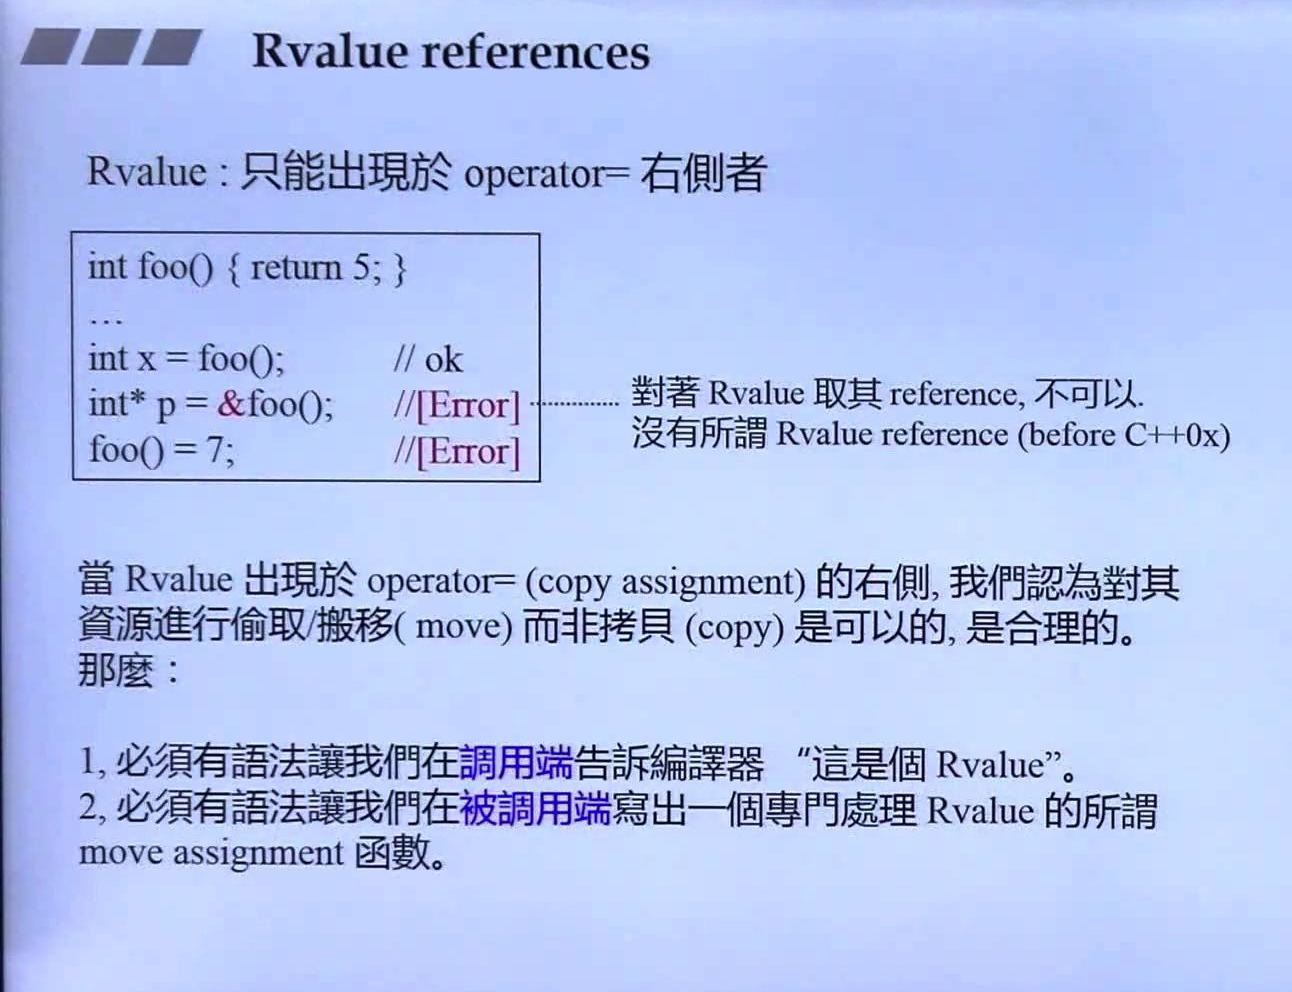 Rvalue references
Rvalue : 只能出現於 operator= 右側者
int foo() { return 5; }
…
int x = foo(); // ok
int* p = &foo(); //[Error]
foo() = 7; //[Error]
對著 Rvalue 取其 reference, 不可以.
沒有所謂 Rvalue reference (before C++0x)
當 Rvalue 出現於 operator= (copy assignment) 的右側, 我們認為對其
資源進行偷取/搬移( move) 而非拷貝 (copy) 是可以的, 是合理的。
那麼：
1, 必須有語法讓我們在調用端告訴編譯器 “這是個 Rvalue”。
2, 必須有語法讓我們在被調用端寫出一個專門處理 Rvalue 的所謂
move assignment 函數。